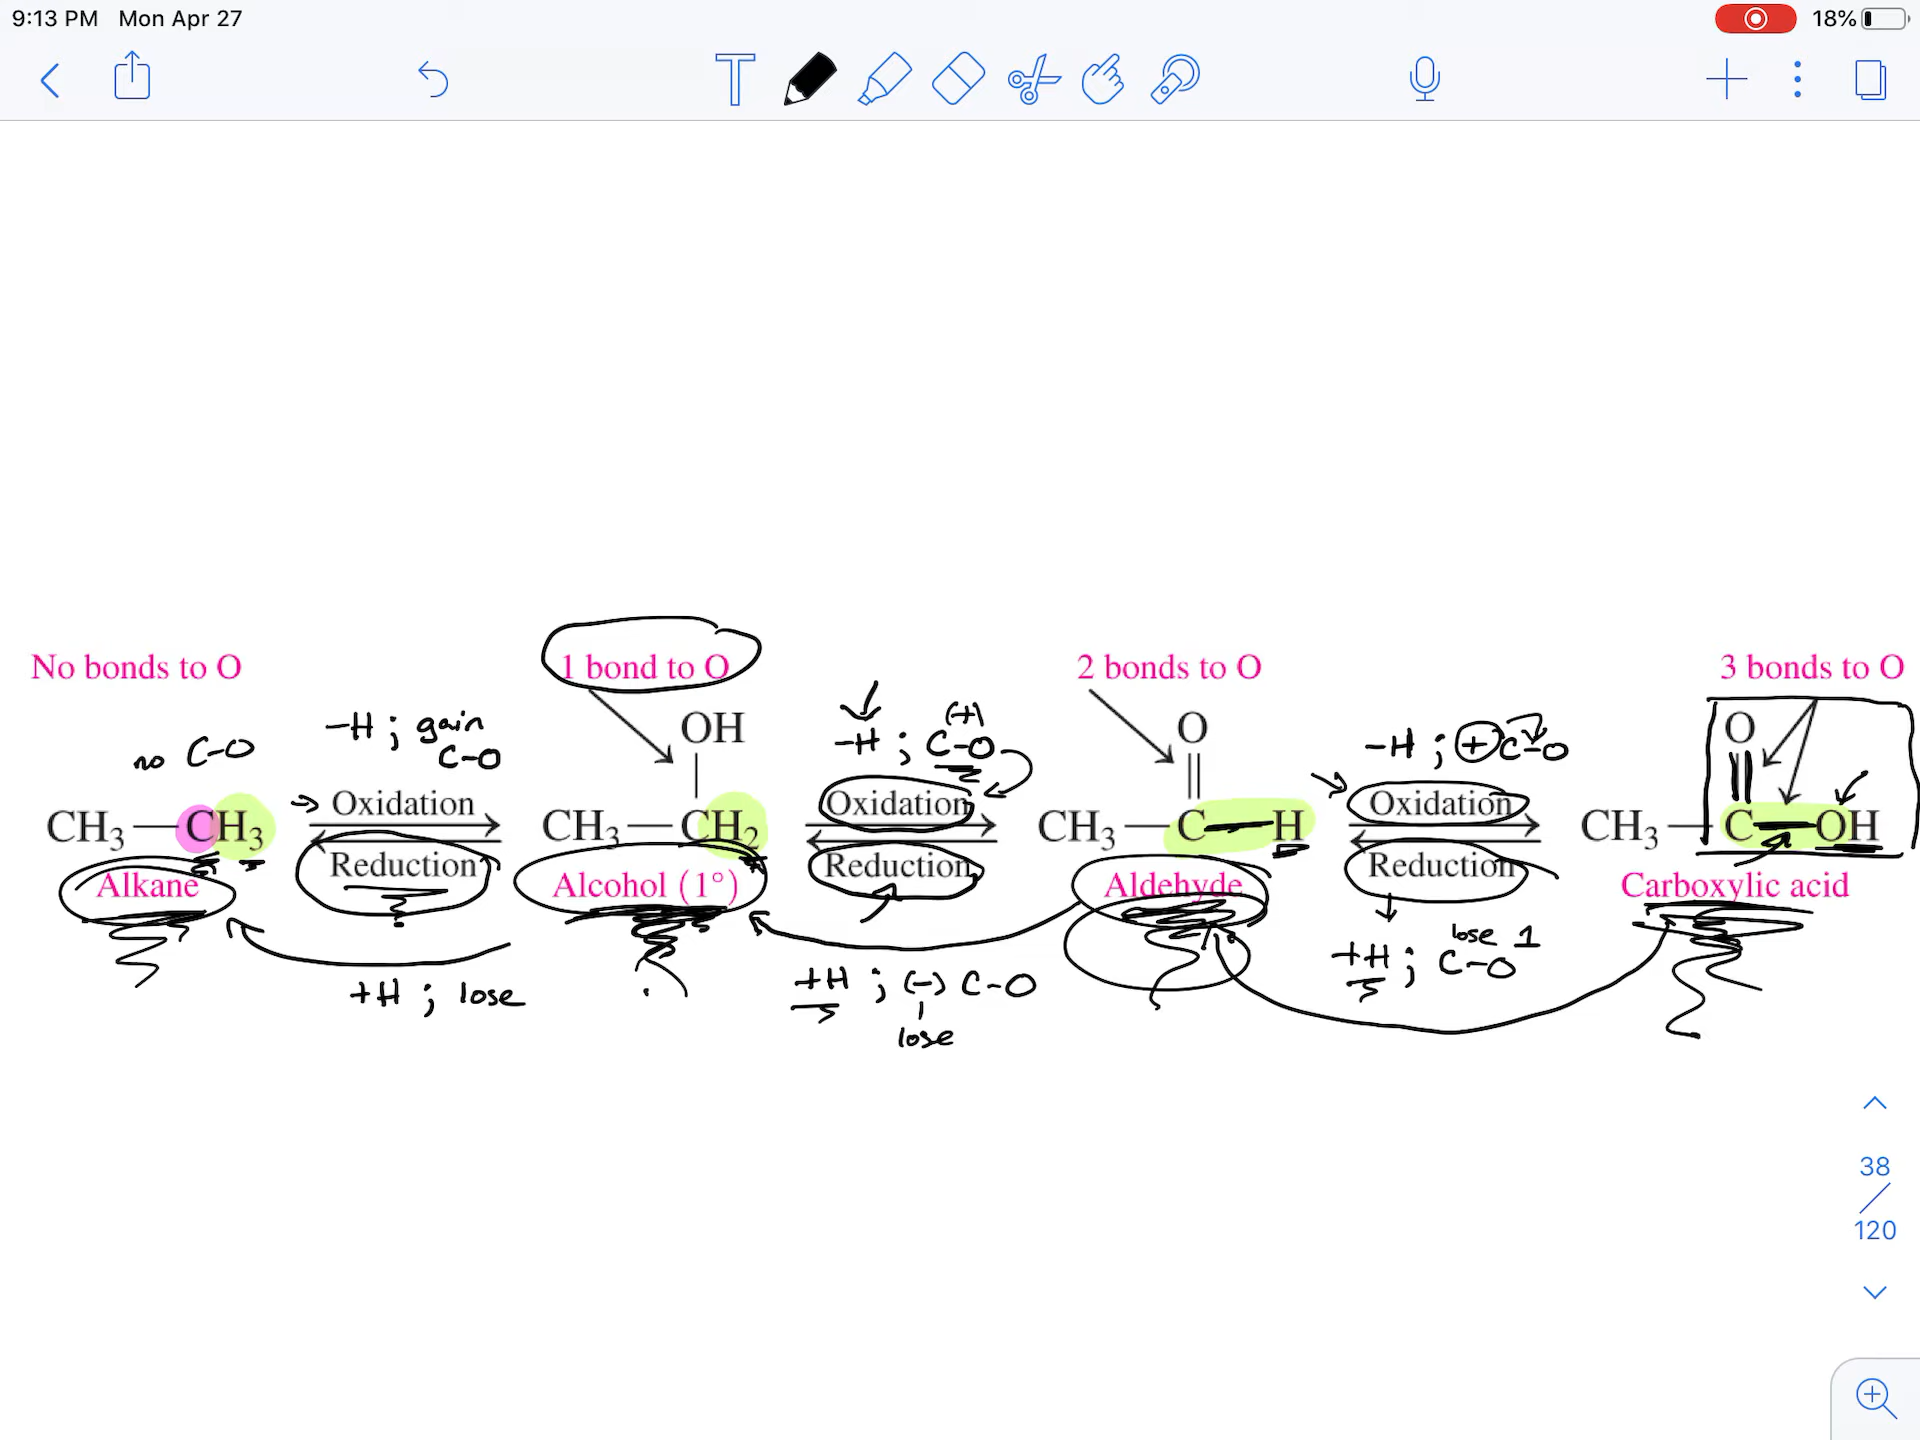 9:13 PM Mon Apr 27
18%
T
No bonds to O
1 bond to O
2 bonds to O
3 bonds to O
no C-O
-H ; gain
C-O
OH
-H ; C-O
(+)
O
-H ; (+) C-O
O
CH₃—CH₃
Oxidation
Reduction
CH₃—CH₂
Oxidation
Reduction
CH₃—C—H
Oxidation
Reduction
CH₃—C—OH
Alkane
Alcohol (1°)
Aldehyde
Carboxylic acid
+H ; lose
+H ; (-) C-O
lose
+H ; lose 1
C-O
38
/
120